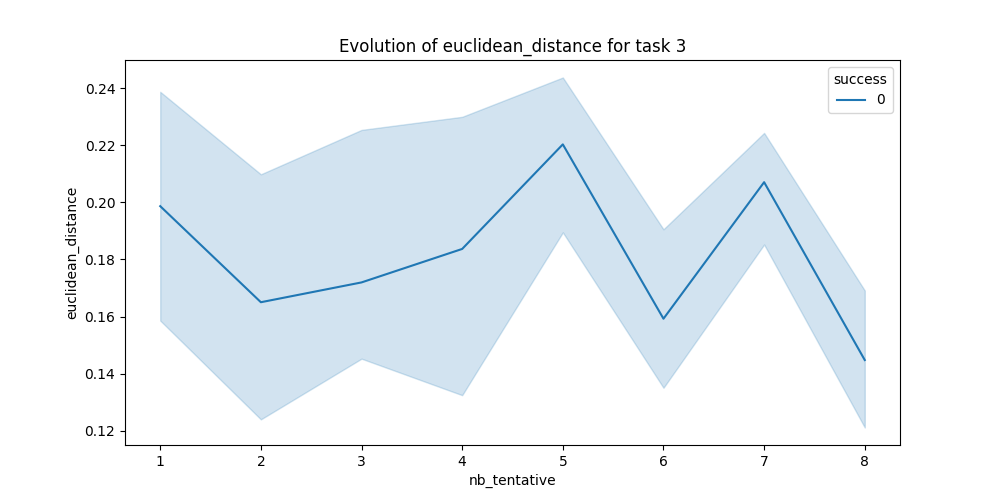 Evolution of euclidean_distance for task 3
success
0
euclidean_distance
0.24
0.22
0.20
0.18
0.16
0.14
0.12
1 2 3 4 5 6 7 8
nb_tentative